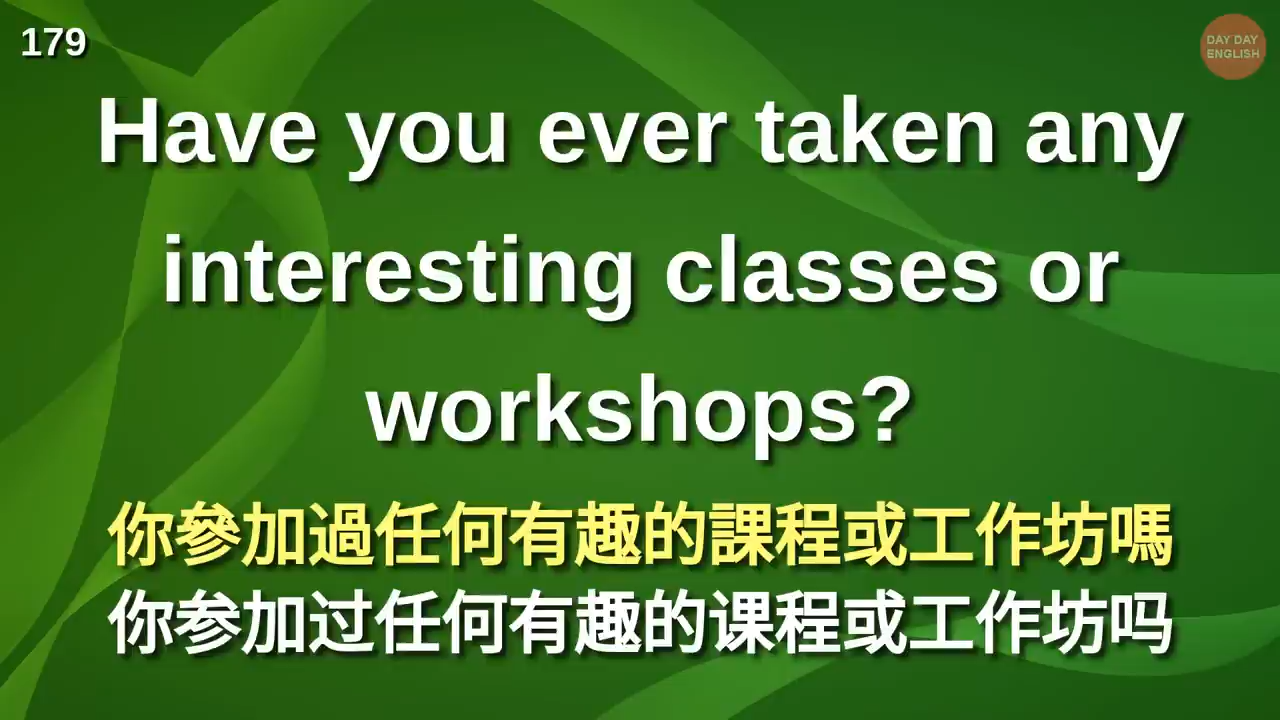 179
DAY DAY
ENGLISH
Have you ever taken any
interesting classes or
workshops?
你參加過任何有趣的課程或工作坊嗎
你参加过任何有趣的课程或工作坊吗